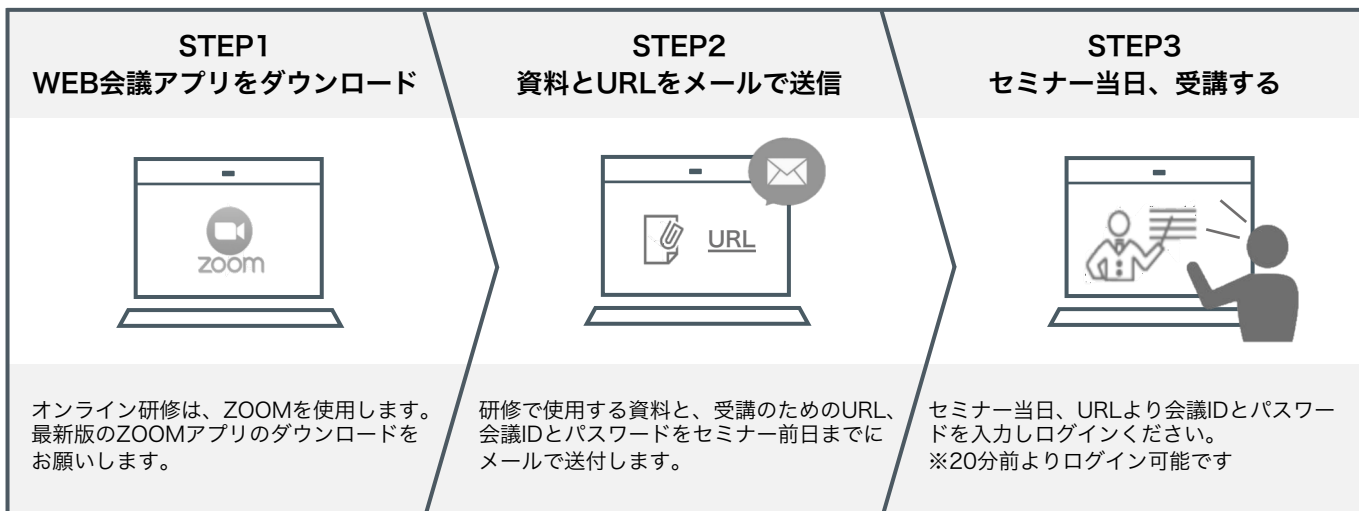 STEP1
WEB会議アプリをダウンロード
zoom
オンライン研修は、ZOOMを使用します。
最新版のZOOMアプリのダウンロードを
お願いします。
STEP2
資料とURLをメールで送信
URL
研修で使用する資料と、受講のためのURL、
会議IDとパスワードをセミナー前日までに
メールで送付します。
STEP3
セミナー当日、受講する
セミナー当日、URLより会議IDとパスワー
ドを入力しログインください。
※20分前よりログイン可能です